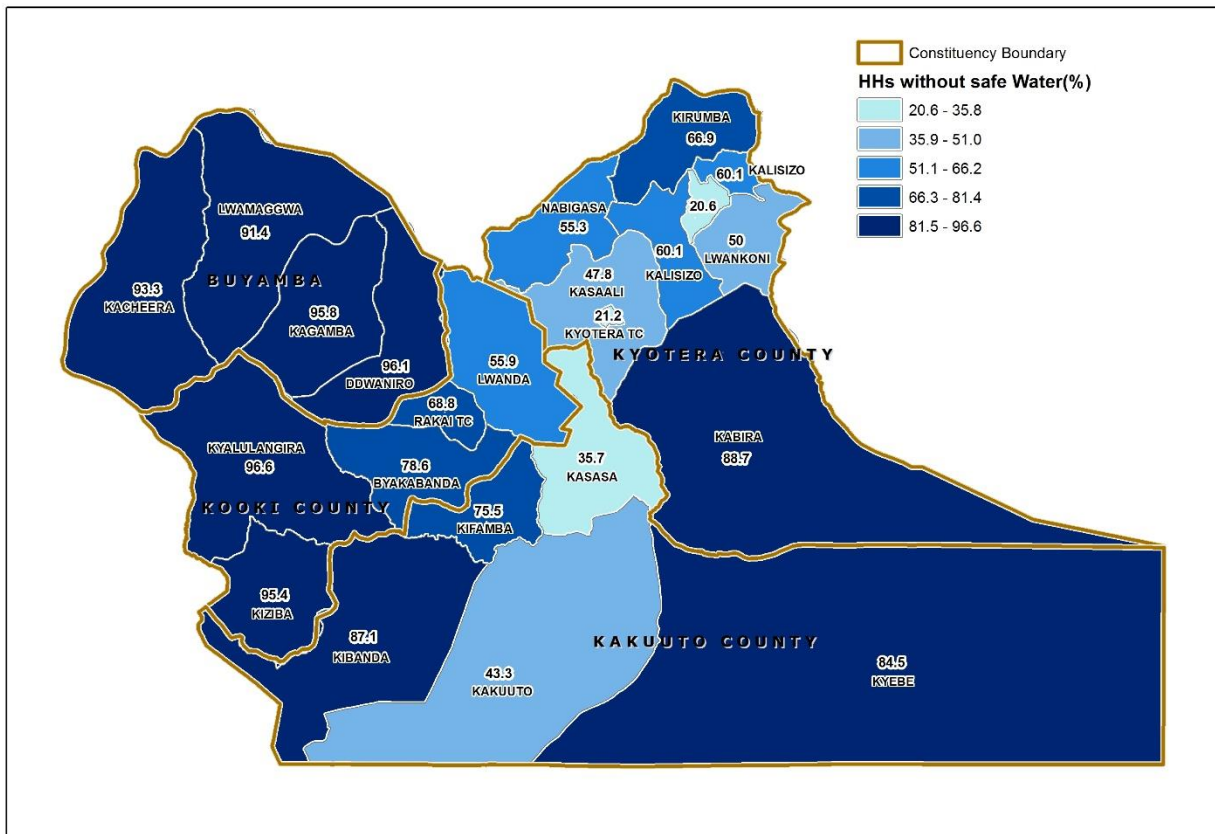 Constituency Boundary
HHs without safe Water(%)
20.6 - 35.8
35.9 - 51.0
51.1 - 66.2
66.3 - 81.4
81.5 - 96.6
KIRUMBA
66.9
KALISIZO
60.1
20.6
NABIGASA
55.3
50
LWANKONI
60.1
KALISIZO
47.8
KASAALI
21.2
KYOTERA TC
KYOTERA COUNTY
LWAMAGGWA
91.4
BUYAMBA
93.3
KACHEERA
95.8
KAGAMBA
96.1
DDWANIRO
55.9
LWANDA
68.8
RAKAI TC
KYALULANGIRA
96.6
78.6
BYAKABANDA
35.7
KASASA
KABIRA
88.7
KOOKI COUNTY
75.5
KIFAMBA
95.4
KIZIBA
87.1
KIBANDA
KAKUUTO COUNTY
43.3
KAKUUTO
84.5
KYEBE